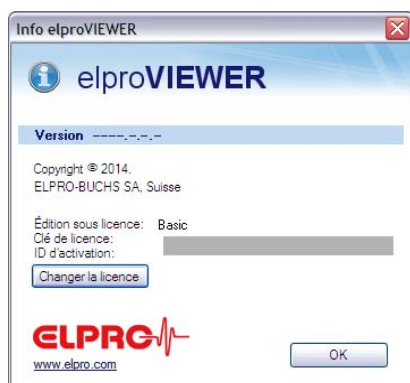 Info elproVIEWER
elproVIEWER
Version ----.-.-.-
Copyright © 2014.
ELPRO-BUCHS SA, Suisse
Édition sous licence: Basic
Clé de licence:
ID d'activation:
Changer la licence
ELPRO
www.elpro.com
OK